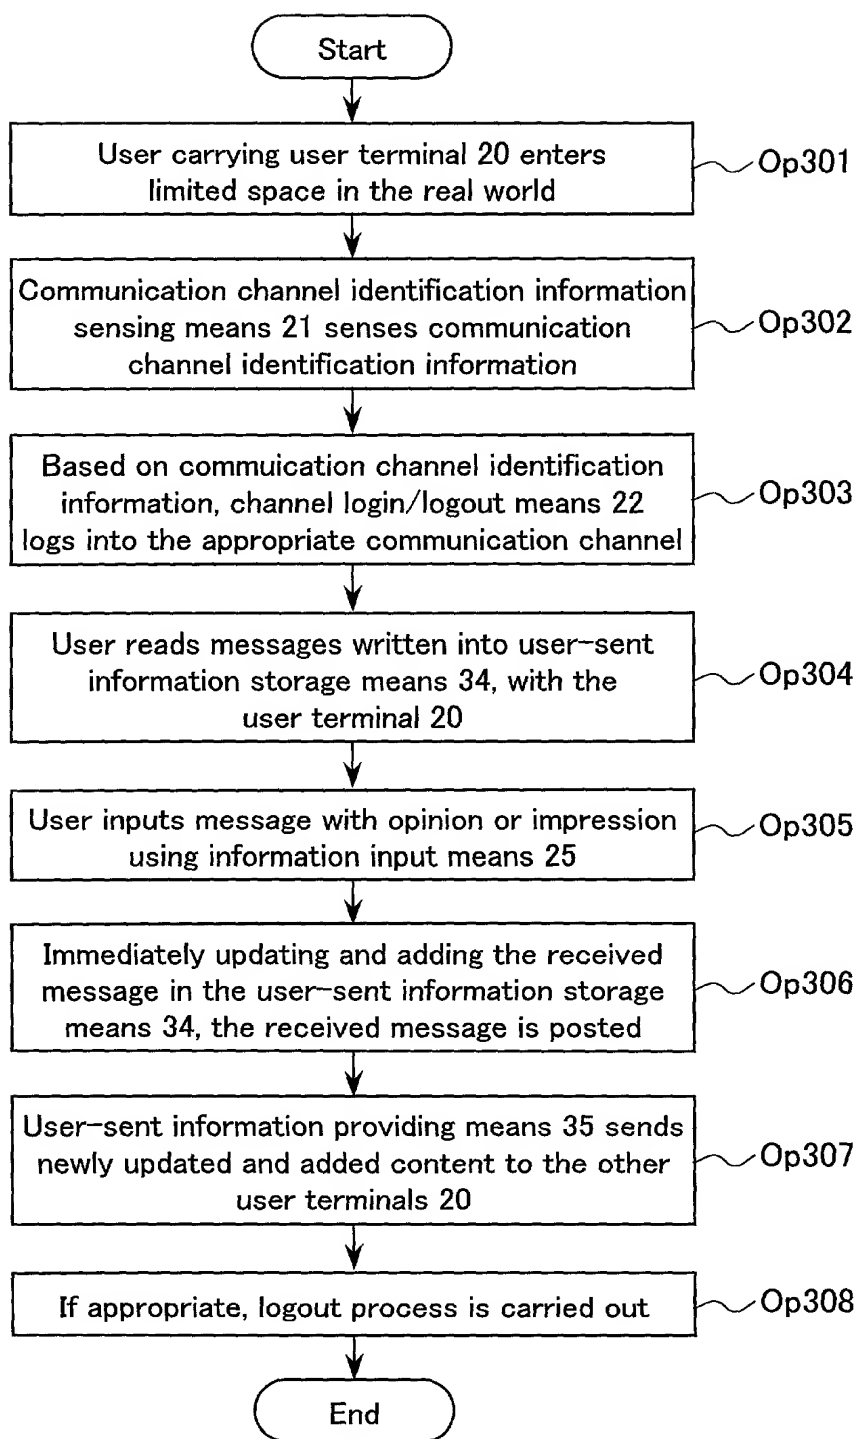 Start
User carrying user terminal 20 enters
limited space in the real world
Op301
Communication channel identification information
sensing means 21 senses communication
channel identification information
Op302
Based on commuication channel identification
information, channel login/logout means 22
logs into the appropriate communication channel
Op303
User reads messages written into user-sent
information storage means 34, with the
user terminal 20
Op304
User inputs message with opinion or impression
using information input means 25
Op305
Immediately updating and adding the received
message in the user-sent information storage
means 34, the received message is posted
Op306
User-sent information providing means 35 sends
newly updated and added content to the other
user terminals 20
Op307
If appropriate, logout process is carried out
Op308
End